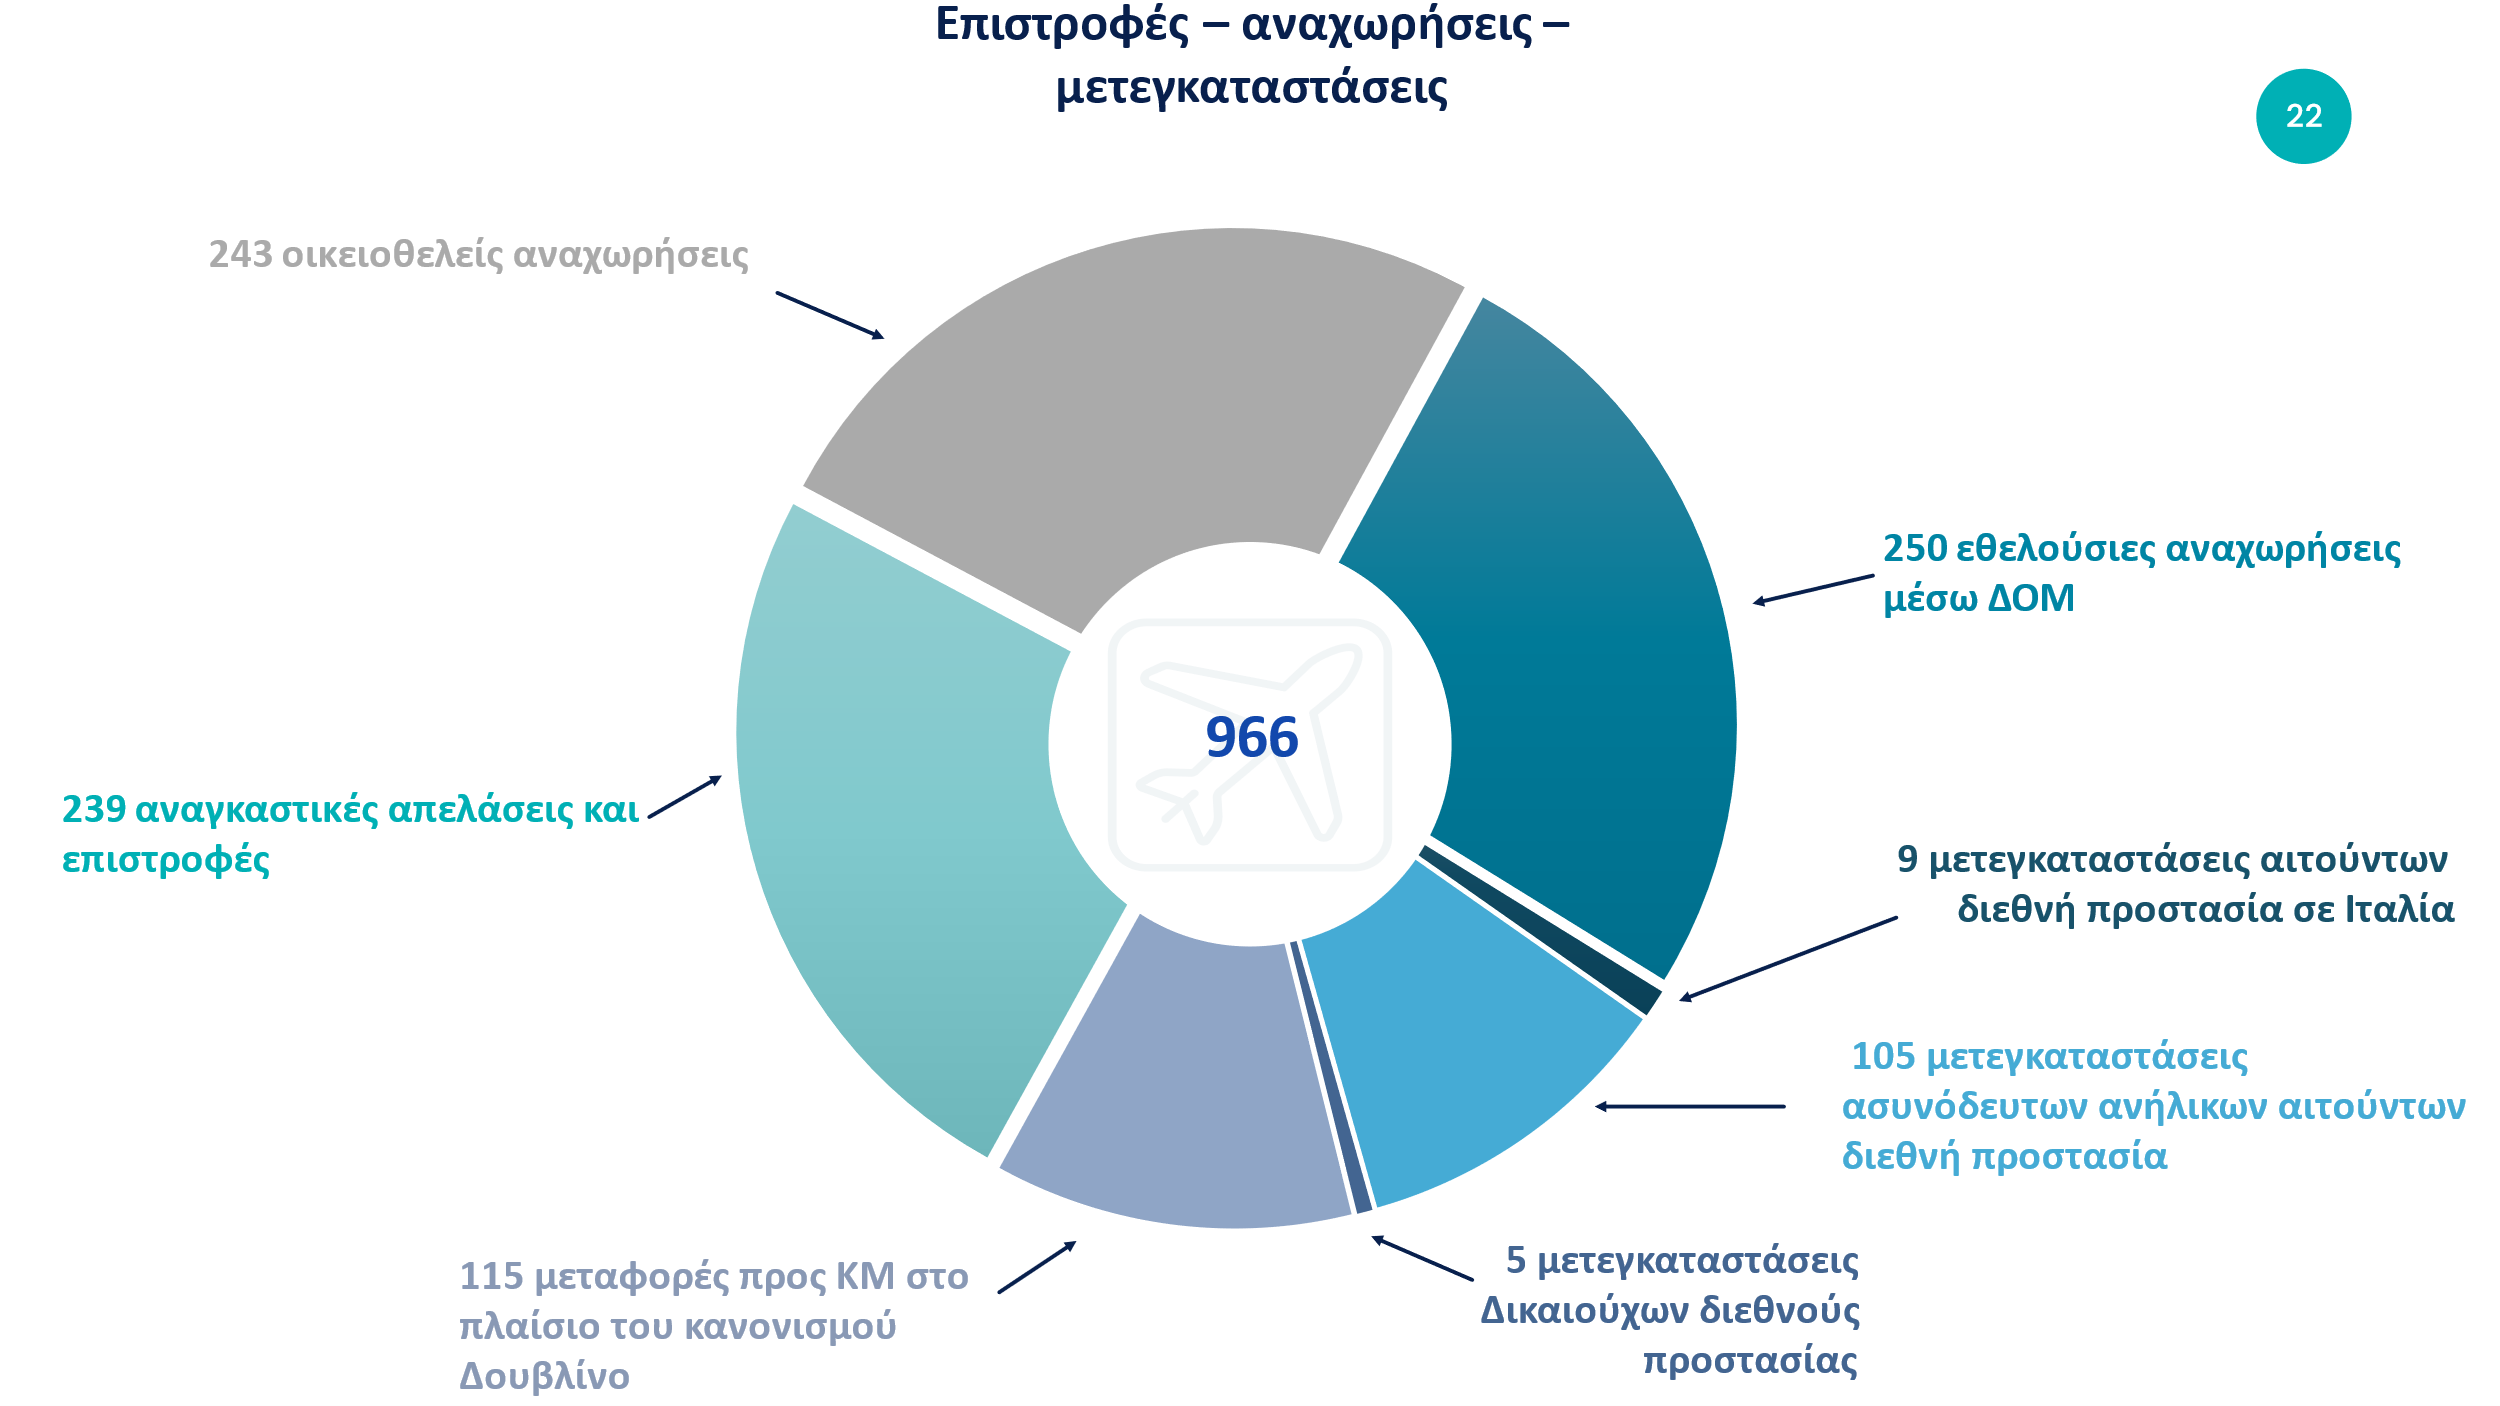 Επιστροφές – αναχωρήσεις –
μετεγκαταστάσεις
22
243 οικειοθελείς αναχωρήσεις
250 εθελούσιες αναχωρήσεις
μέσω ΔΟΜ
966
239 αναγκαστικές απελάσεις και
επιστροφές
9 μετεγκαταστάσεις αιτούντων
διεθνή προστασία σε Ιταλία
105 μετεγκαταστάσεις
ασυνόδευτων ανήλικων αιτούντων
διεθνή προστασία
5 μετεγκαταστάσεις
Δικαιούχων διεθνούς
προστασίας
115 μεταφορές προς ΚΜ στο
πλαίσιο του κανονισμού
Δουβλίνο